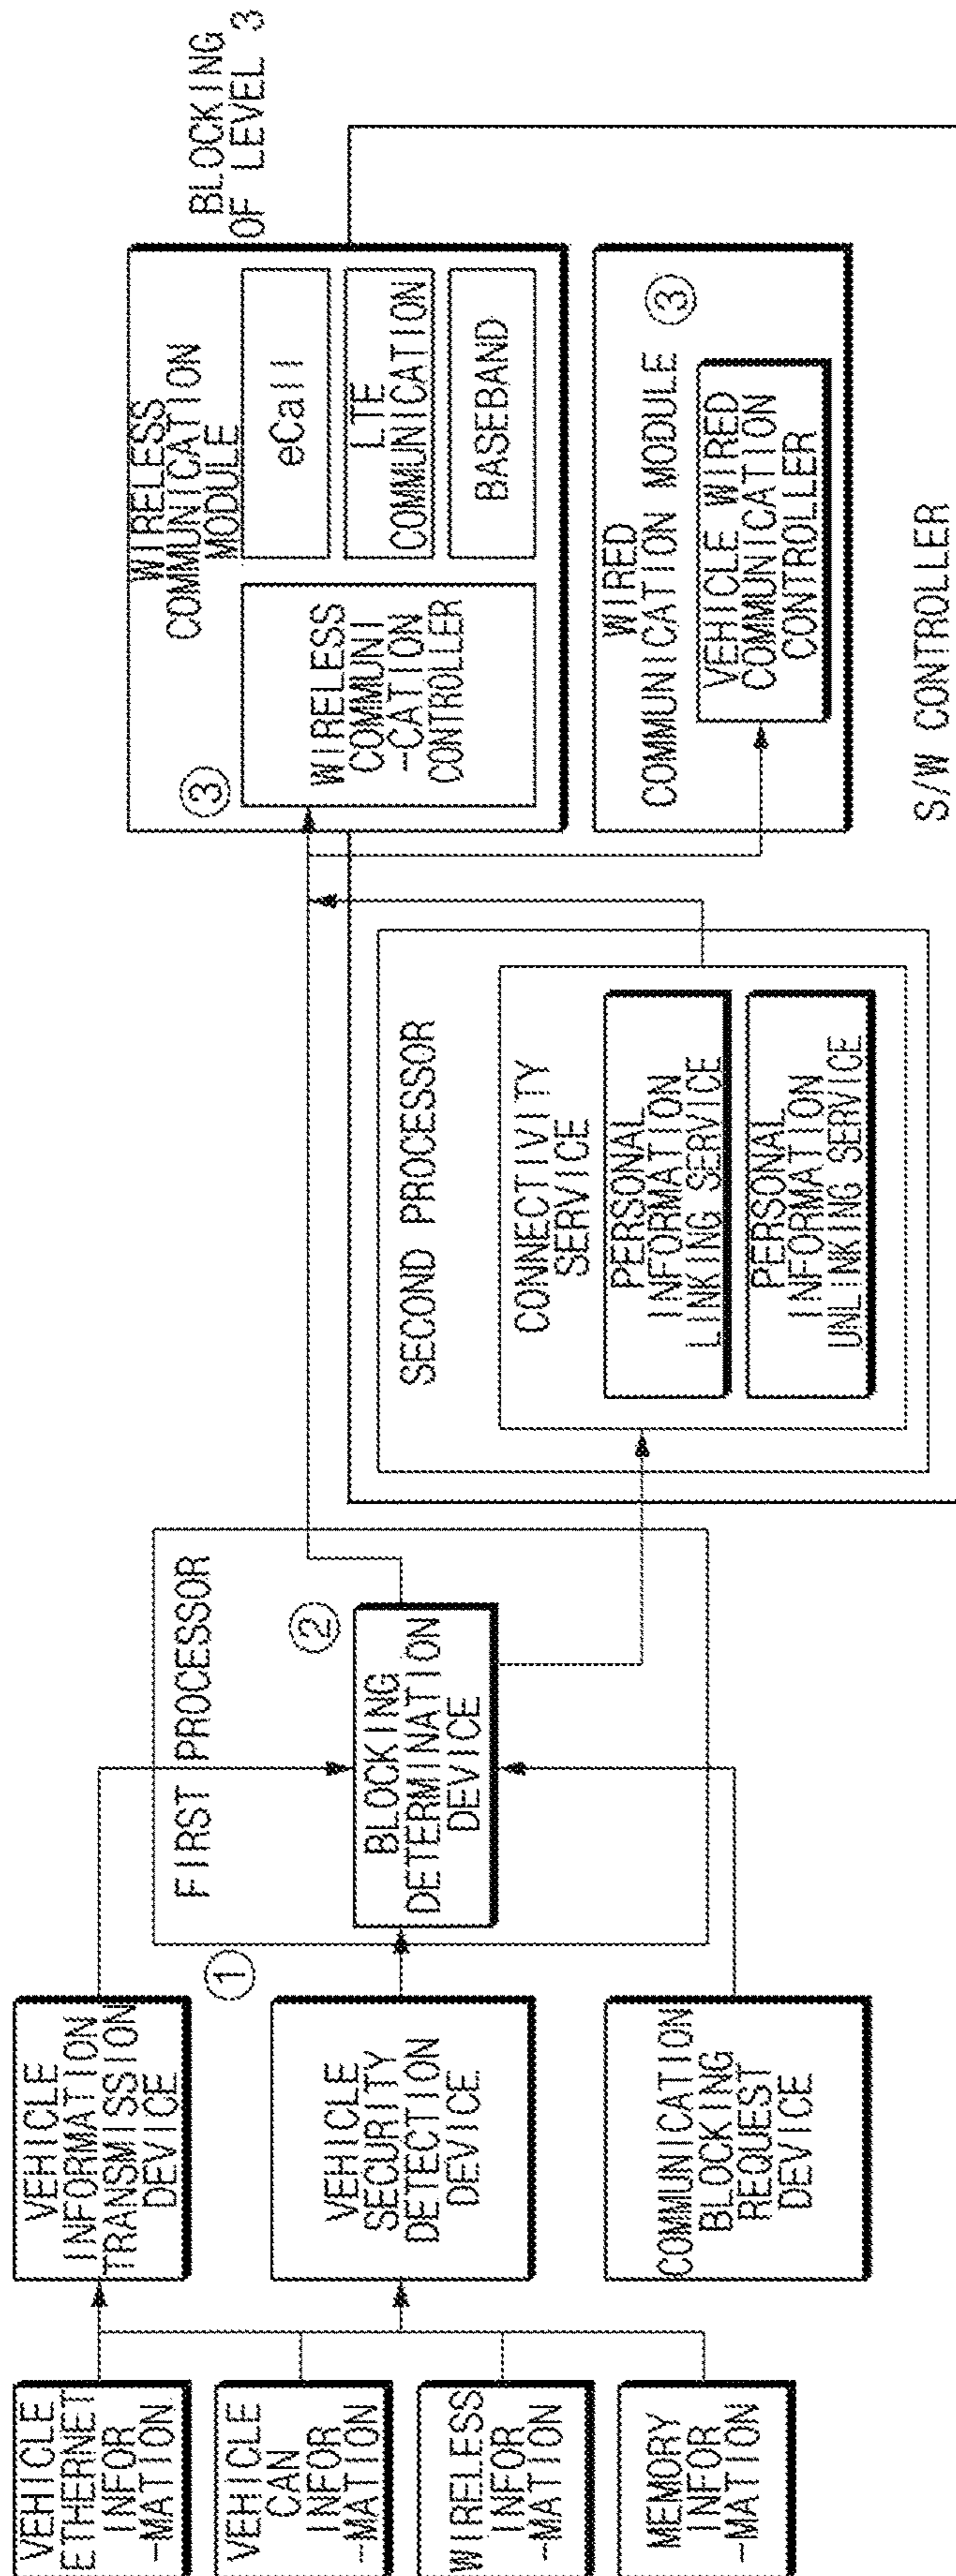 VEHICLE
ETHERNET
INFOR
-MATION
VEHICLE
CAN
INFOR
-MATION
WIRELESS
INFOR
-MATION
MEMORY
INFOR
-MATION
VEHICLE
INFORMATION
TRANSMISSION
DEVICE
①
VEHICLE
SECURITY
DETECTION
DEVICE
COMMUNICATION
BLOCKING
REQUEST
DEVICE
FIRST PROCESSOR
②
BLOCKING
DETERMINATION
DEVICE
SECOND PROCESSOR
CONNECTIVITY
SERVICE
PERSONAL
INFORMATION
LINKING SERVICE
PERSONAL
INFORMATION
UNLINKING SERVICE
BLOCKING
OF LEVEL 3
WIRELESS
COMMUNICATION
MODULE
③
WIRELESS
COMMUNI
-CATION
CONTROLLER
eCall
LTE
COMMUNICATION
BASEBAND
WIRED
COMMUNICATION MODULE
③
VEHICLE WIRED
COMMUNICATION
CONTROLLER
S/W CONTROLLER